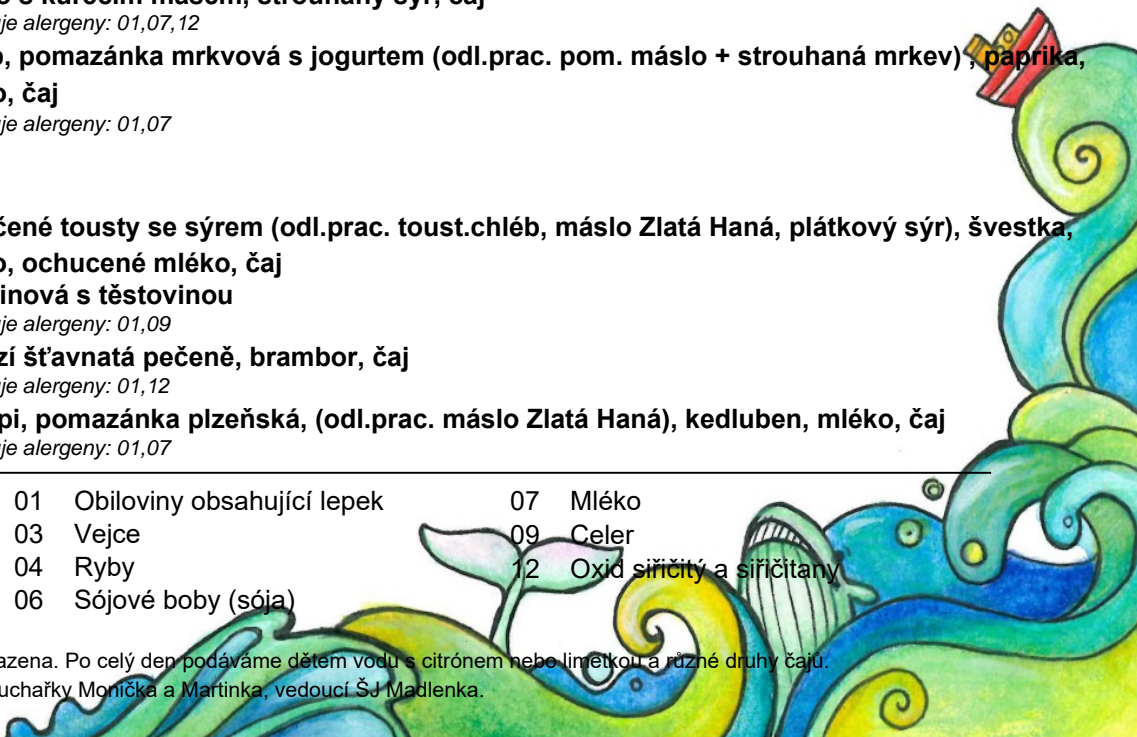 s kuřecím masem, strouhaný sýr, čaj
je alergeny: 01,07,12
, pomazánka mrkvová s jogurtem (odl.prac. pom. máslo + strouhaná mrkev) , paprika,
o, čaj
je alergeny: 01,07
čené tousty se sýrem (odl.prac. toust.chléb, máslo Zlatá Haná, plátkový sýr), švestka,
o, ochucené mléko, čaj
inová s těstovinou
je alergeny: 01,09
zí šťavnatá pečeně, brambor, čaj
je alergeny: 01,12
pi, pomazánka plzeňská, (odl.prac. máslo Zlatá Haná), kedluben, mléko, čaj
je alergeny: 01,07
01 Obiloviny obsahující lepek 07 Mléko
03 Vejce 09 Celer
04 Ryby 12 Oxid siřičitý a siřičitany
06 Sójové boby (sója)
azena. Po celý den podáváme dětem vodu s citrónem nebo limetkou a různé druhy čajů.
uchařky Monička a Martinka, vedoucí ŠJ Madlenka.